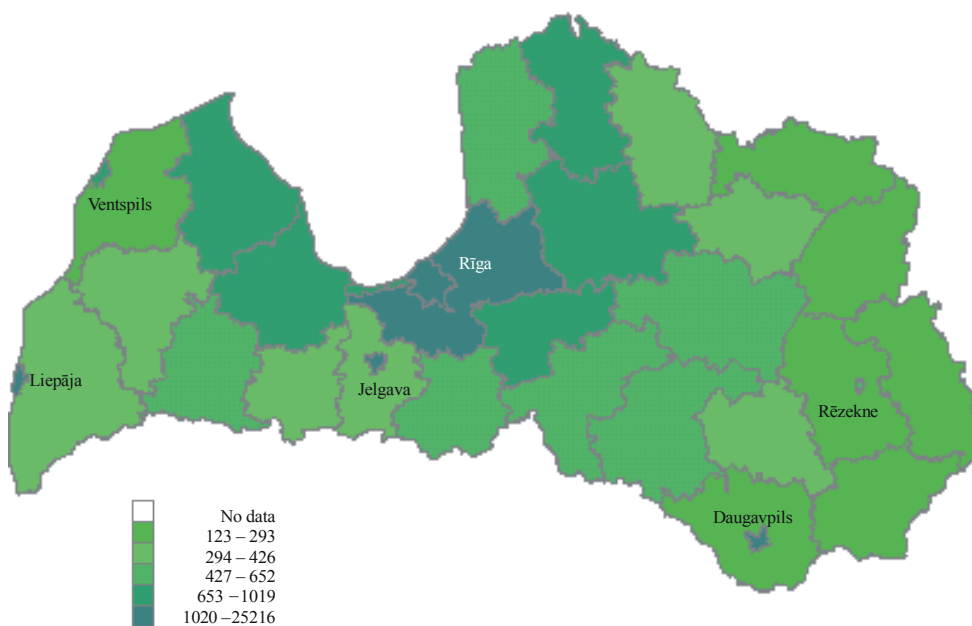 Ventspils
Rīga
Liepāja
Jelgava
Rēzekne
Daugavpils
No data
123 – 293
294 – 426
427 – 652
653 – 1019
1020 – 25216